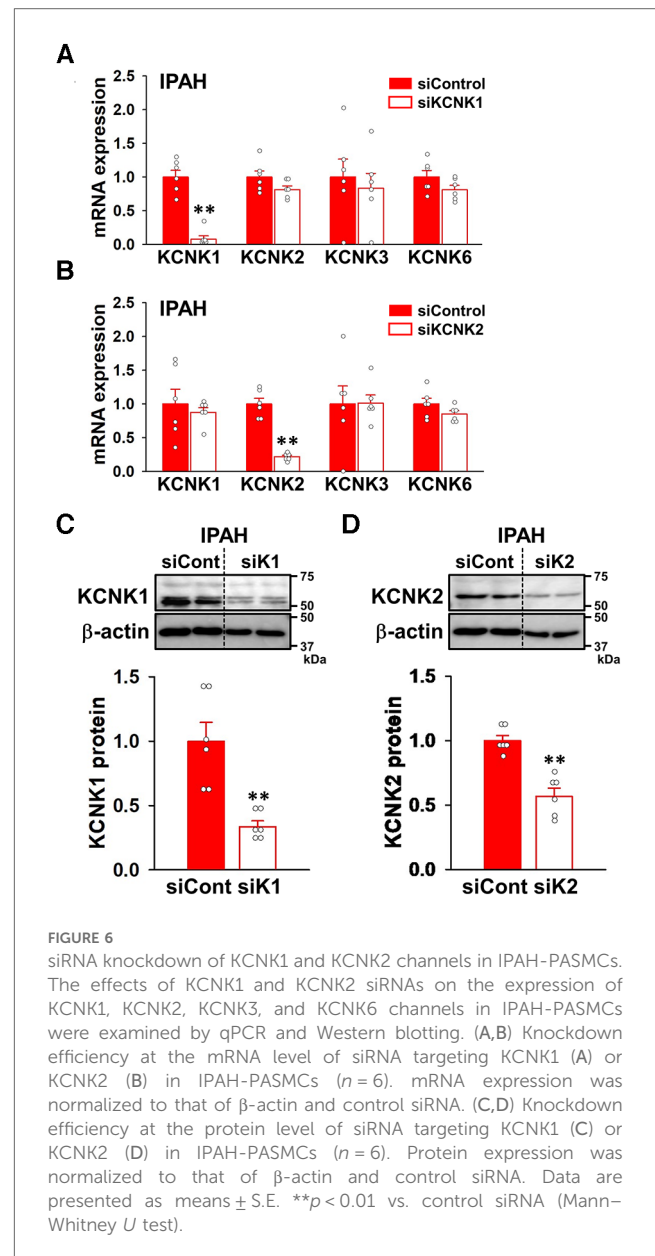 A
IPAH
siControl
siKCNK1
mRNA expression
2.5
2.0
1.5
1.0
0.5
0.0
**
KCNK1 KCNK2 KCNK3 KCNK6
B
IPAH
siControl
siKCNK2
mRNA expression
2.5
2.0
1.5
1.0
0.5
0.0
**
KCNK1 KCNK2 KCNK3 KCNK6
C
IPAH
siCont siK1
KCNK1
75
50
β-actin
50
37
kDa
KCNK1 protein
1.5
1.0
0.5
0.0
**
siCont siK1
D
IPAH
siCont siK2
KCNK2
75
50
β-actin
50
37
kDa
KCNK2 protein
1.5
1.0
0.5
0.0
**
siCont siK2
FIGURE 6
siRNA knockdown of KCNK1 and KCNK2 channels in IPAH-PASMCs.
The effects of KCNK1 and KCNK2 siRNAs on the expression of
KCNK1, KCNK2, KCNK3, and KCNK6 channels in IPAH-PASMCs
were examined by qPCR and Western blotting. (A,B) Knockdown
efficiency at the mRNA level of siRNA targeting KCNK1 (A) or
KCNK2 (B) in IPAH-PASMCs (n = 6). mRNA expression was
normalized to that of β-actin and control siRNA. (C,D) Knockdown
efficiency at the protein level of siRNA targeting KCNK1 (C) or
KCNK2 (D) in IPAH-PASMCs (n = 6). Protein expression was
normalized to that of β-actin and control siRNA. Data are
presented as means ± S.E. **p < 0.01 vs. control siRNA (Mann–
Whitney U test).